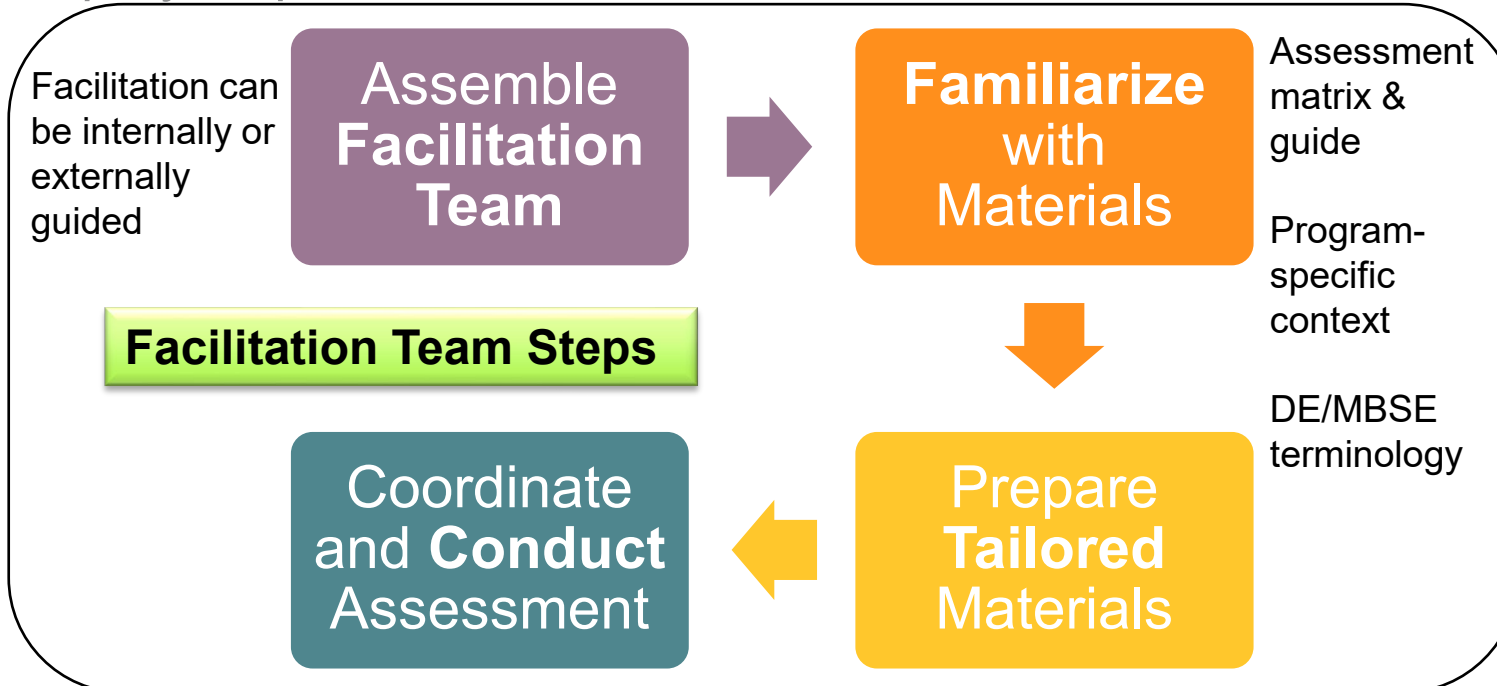 Facilitation can
be internally or
externally
guided
Assemble
Facilitation
Team
Familiarize
with
Materials
Assessment
matrix &
guide
Program-
specific
context
DE/MBSE
terminology
Facilitation Team Steps
Coordinate
and Conduct
Assessment
Prepare
Tailored
Materials